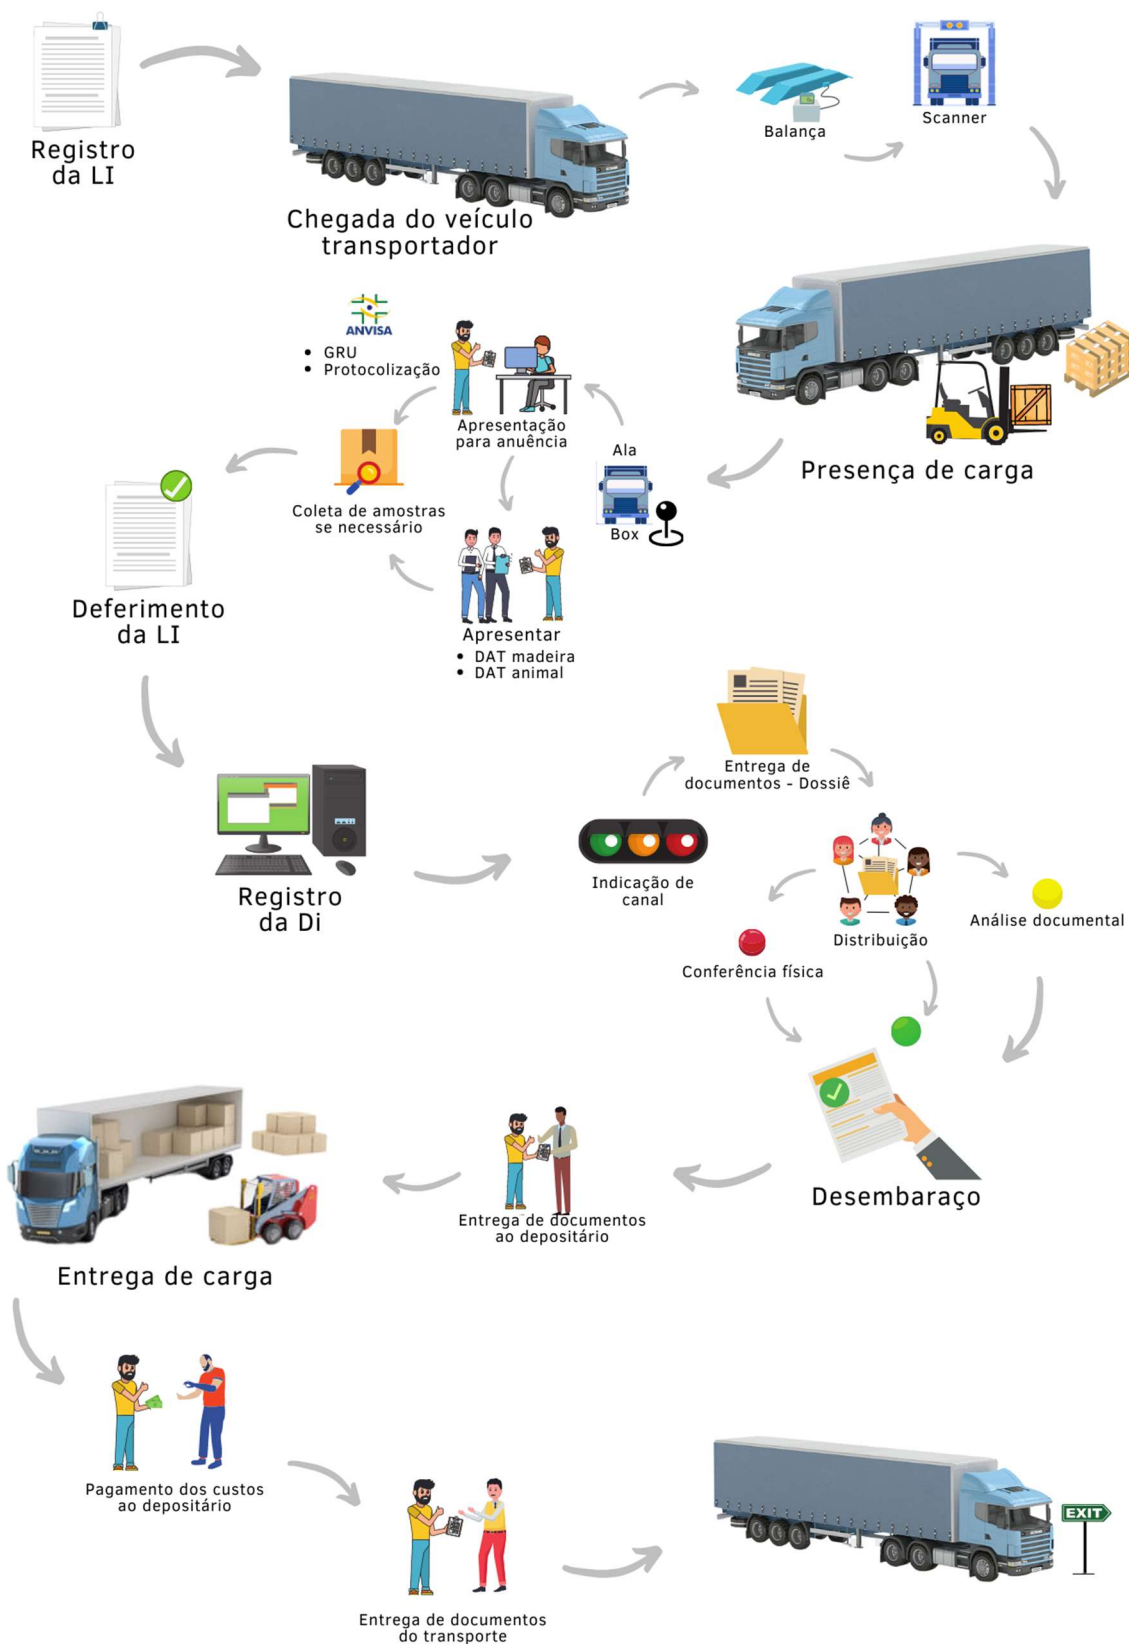 Registro
da LI
Chegada do veículo
transportador
Balança
Scanner
Presença de carga
Ala
Box
ANVISA
• GRU
• Protocolização
Apresentação
para anuência
Coleta de amostras
se necessário
Apresentar
• DAT madeira
• DAT animal
Deferimento
da LI
Registro
da Di
Indicação de
canal
Entrega de
documentos - Dossiê
Distribuição
Análise documental
Conferência física
Desembaraço
Entrega de documentos
ao depositário
Entrega de carga
Pagamento dos custos
ao depositário
Entrega de documentos
do transporte
EXIT